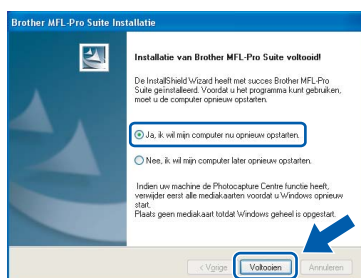 Brother MFL-Pro Suite Installatie
Installatie van Brother MFL-Pro Suite voltooid!
De InstallShield Wizard heeft met succes Brother MFL-Pro
Suite geïnstalleerd. Voordat u het programma kunt gebruiken,
moet u de computer opnieuw opstarten.
Ja, ik wil mijn computer nu opnieuw opstarten.
Nee, ik wil mijn computer later opnieuw opstarten.
Indien uw machine de Photocapture Centre functie heeft,
verwijder eerst alle mediakaarten voordat u Windows opnieuw
start.
Plaats geen mediakaart totdat Windows geheel is opgestart.
< Vorige
Voltooien
Annuleren